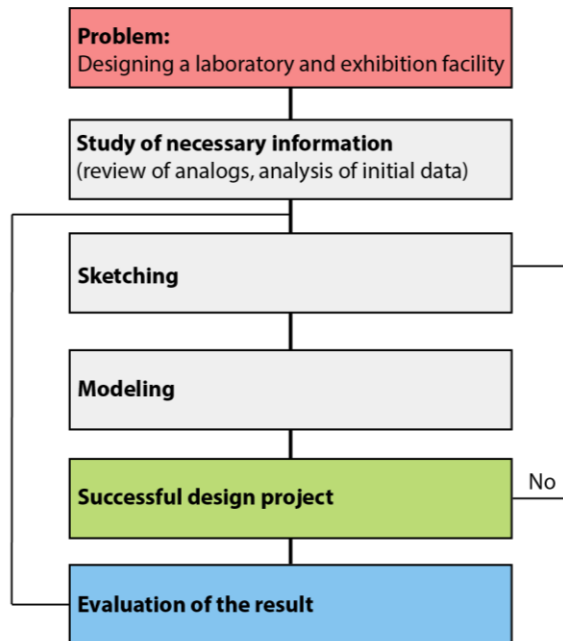 Problem:
Designing a laboratory and exhibition facility
Study of necessary information
(review of analogs, analysis of initial data)
Sketching
Modeling
Successful design project
No
Evaluation of the result